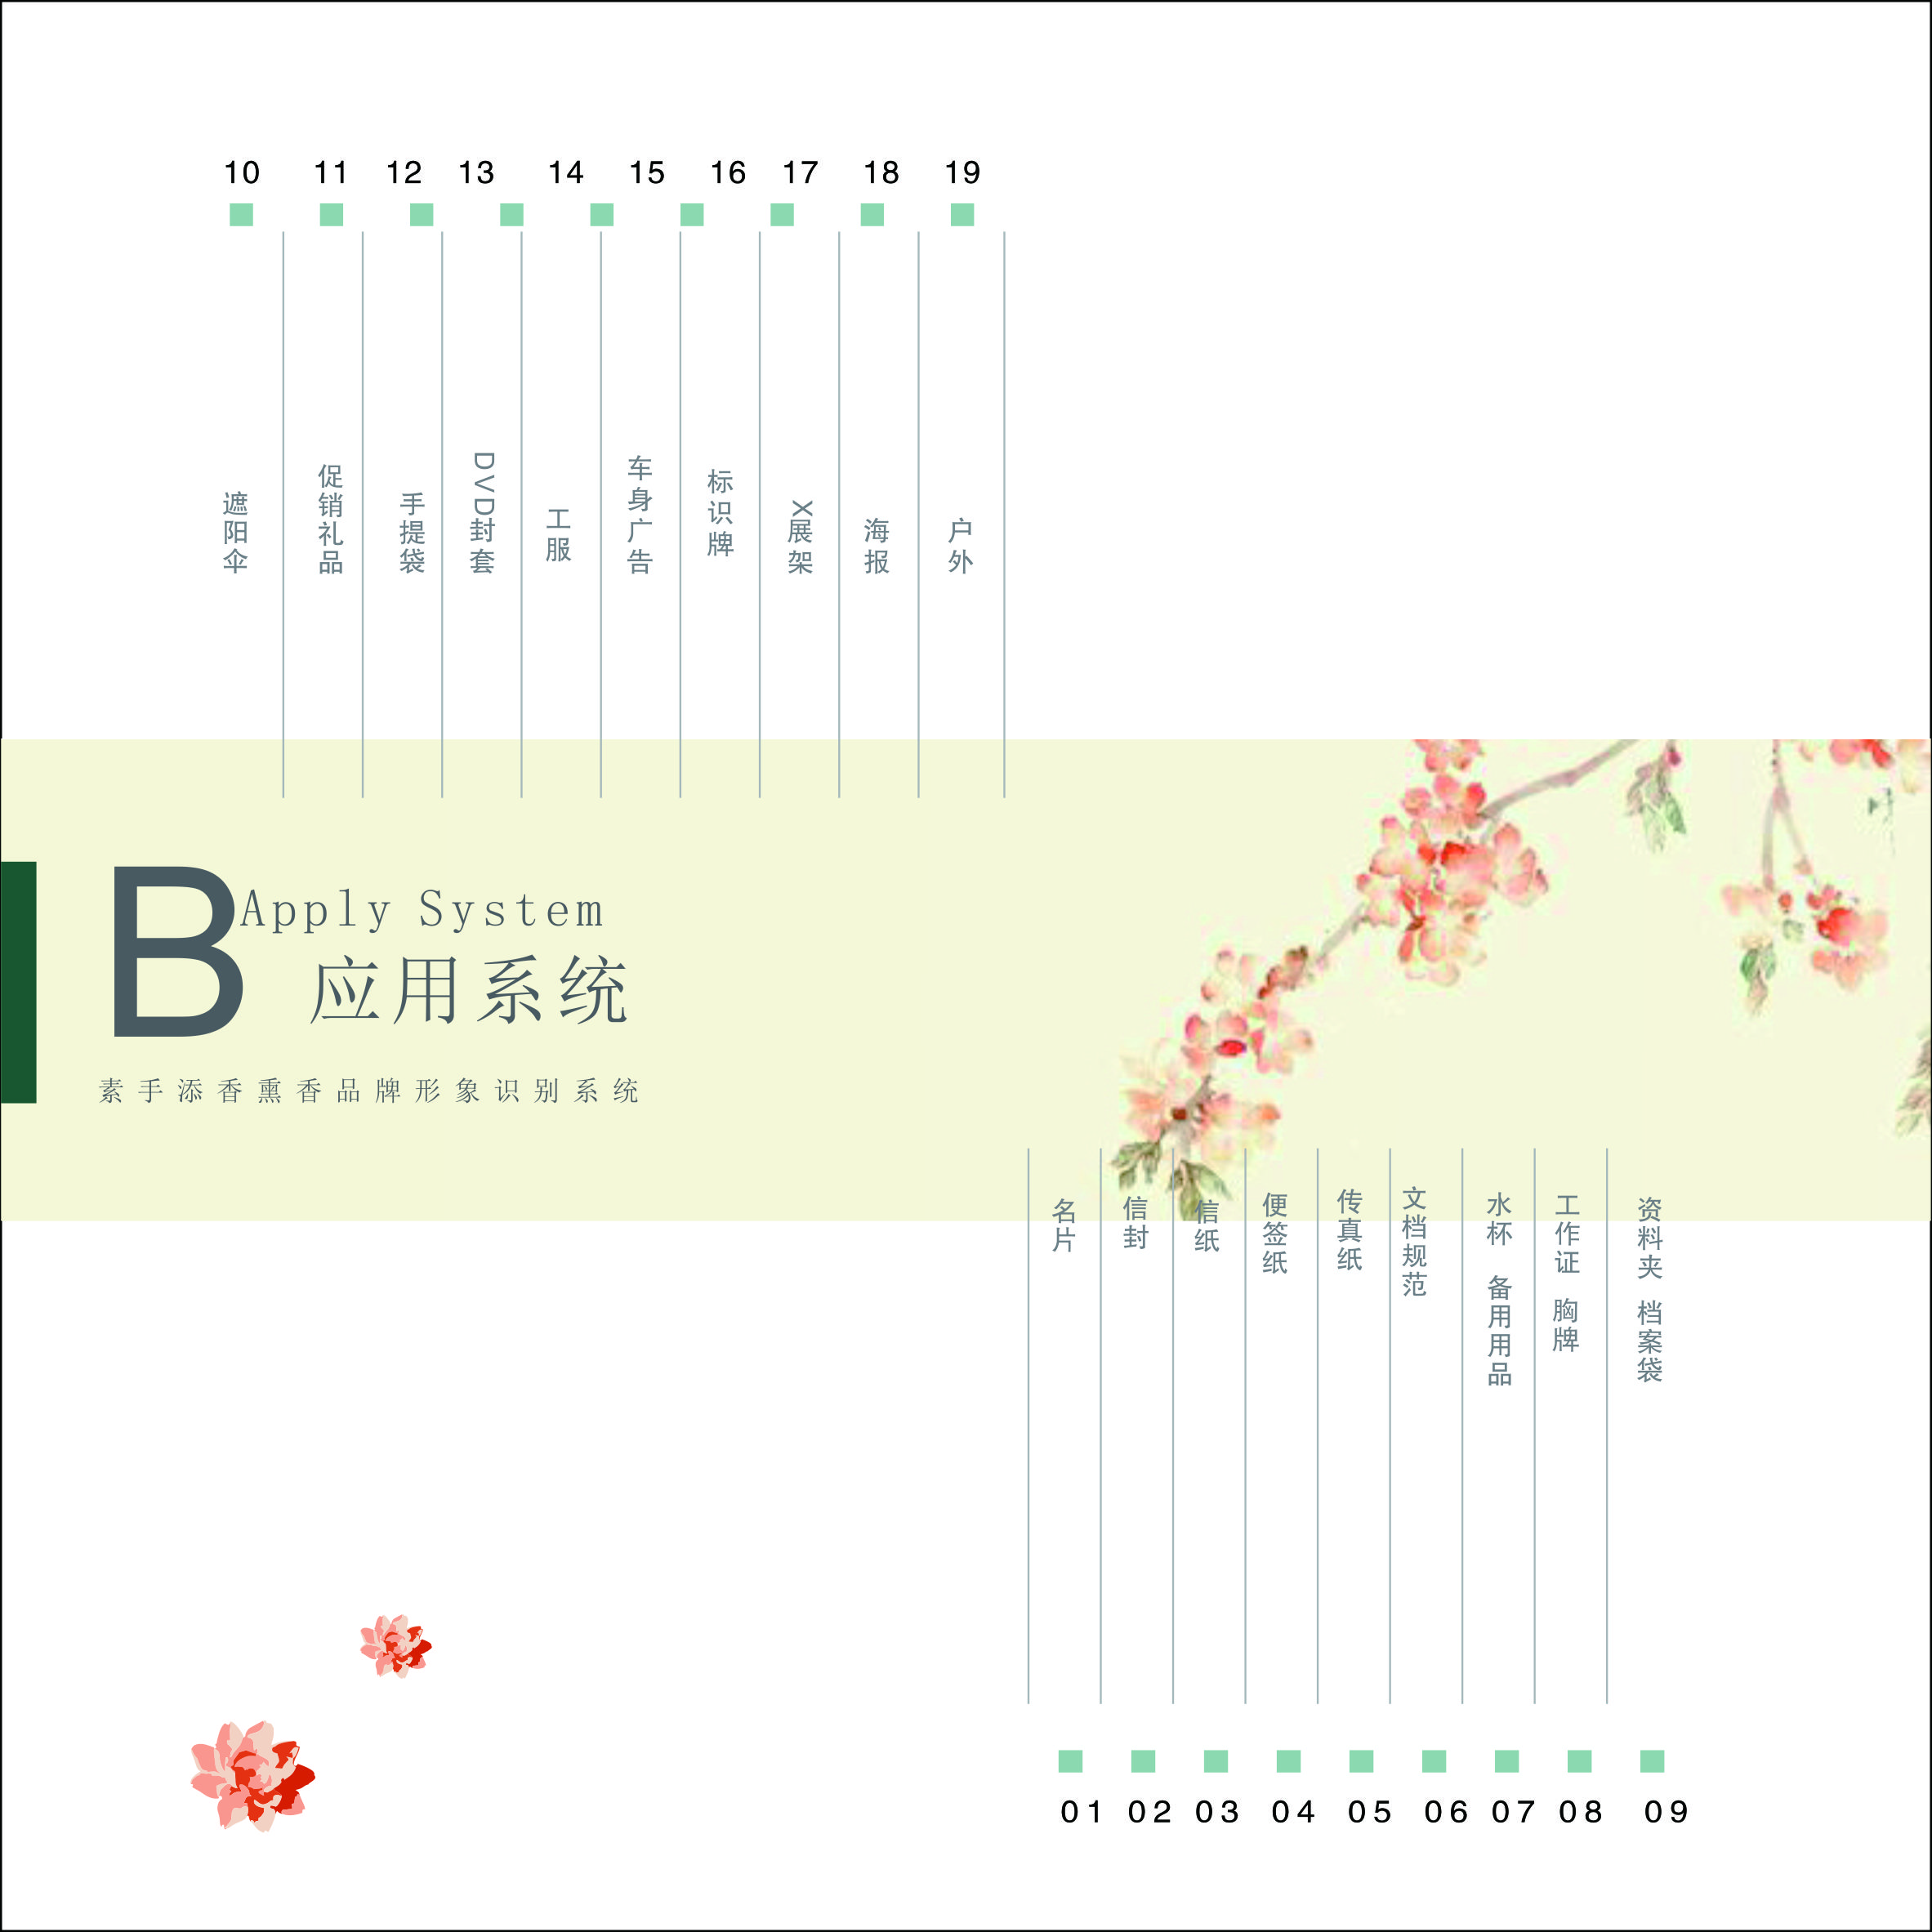 10 11 12 13 14 15 16 17 18 19
遮阳伞
促销礼品
手提袋
DVD封套
工服
车身广告
标识牌
X展架
海报
户外
B
Apply System
应用系统
素手添香熏香品牌形象识别系统
名片
信封
信纸
便签纸
传真纸
文档规范
水杯 备用用品
工作证 胸牌
资料夹 档案袋
01 02 03 04 05 06 07 08 09